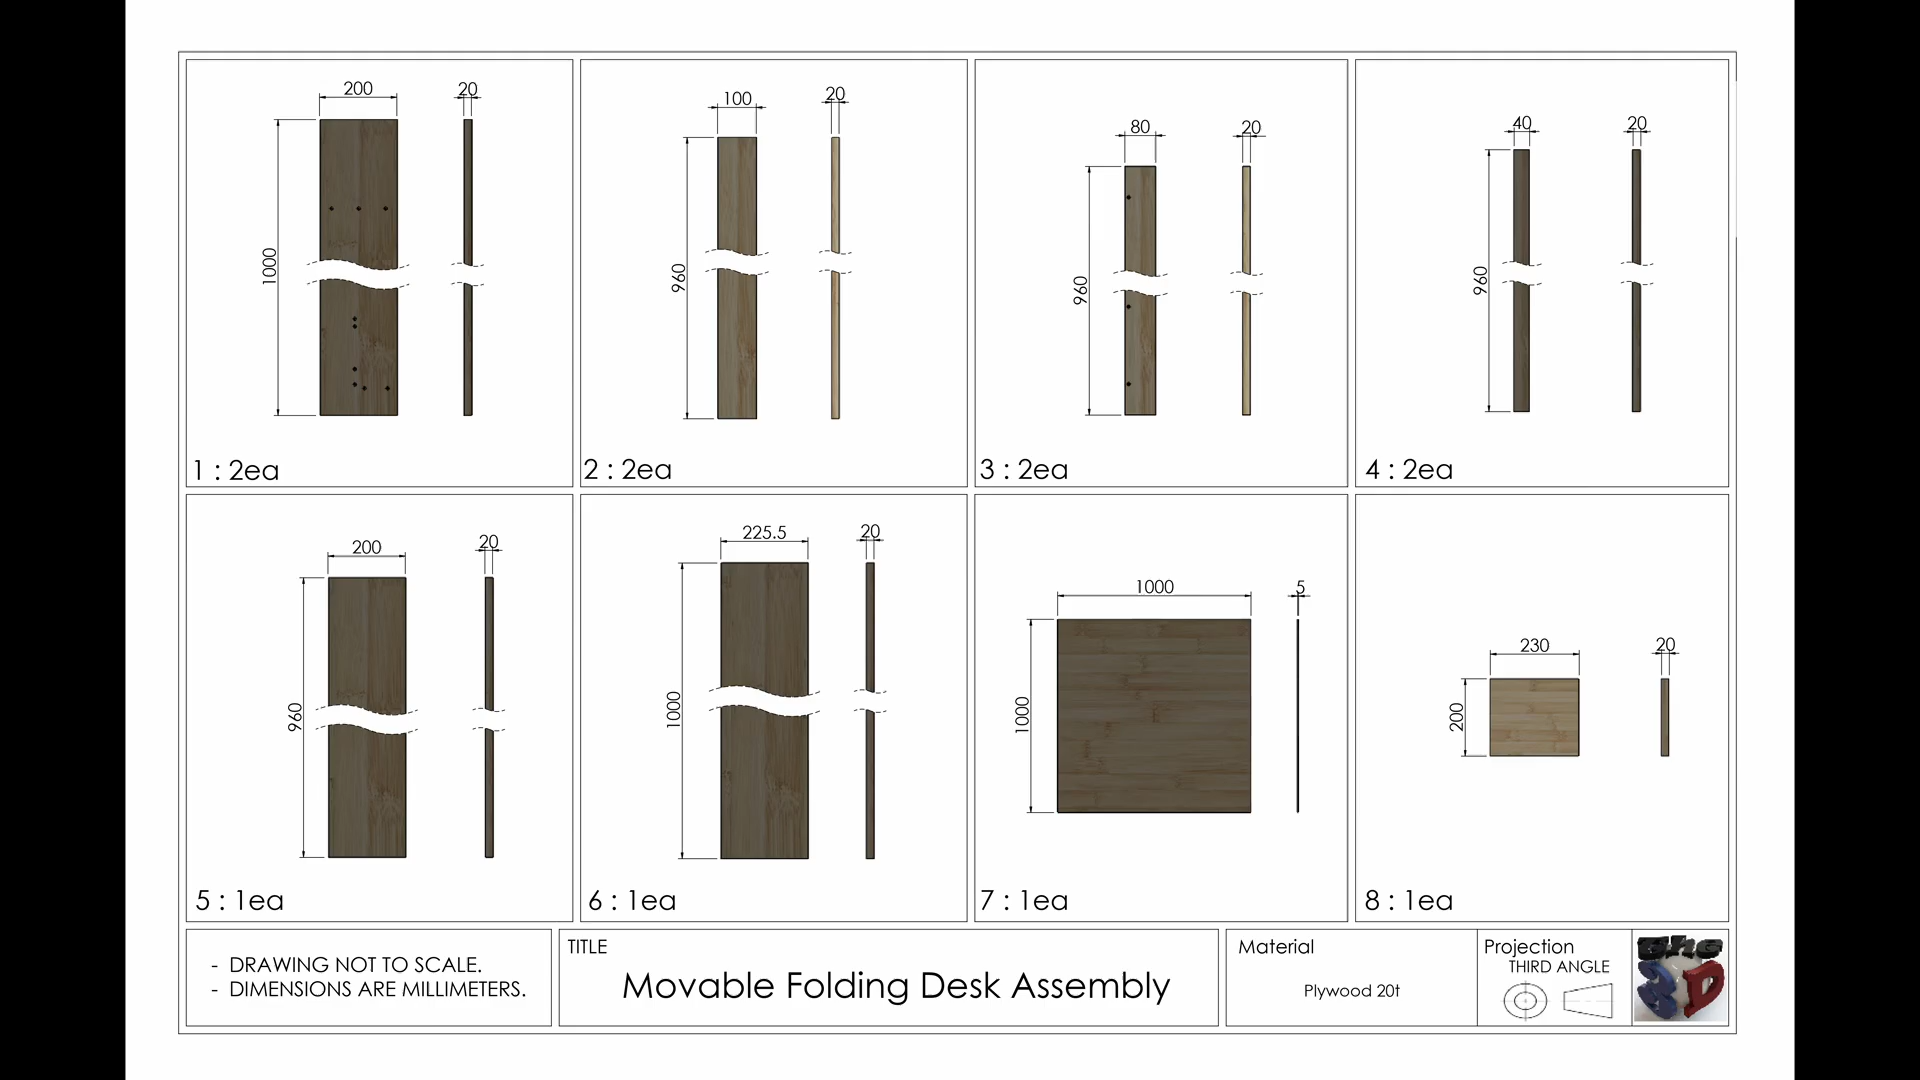 200
20
1000
1 : 2ea
100
20
960
2 : 2ea
80
20
960
3 : 2ea
40
20
960
4 : 2ea
200
20
960
5 : 1ea
225.5
20
1000
6 : 1ea
1000
5
1000
7 : 1ea
230
20
200
8 : 1ea
- DRAWING NOT TO SCALE.
- DIMENSIONS ARE MILLIMETERS.
TITLE
Movable Folding Desk Assembly
Material
Plywood 20t
Projection
THIRD ANGLE
3D